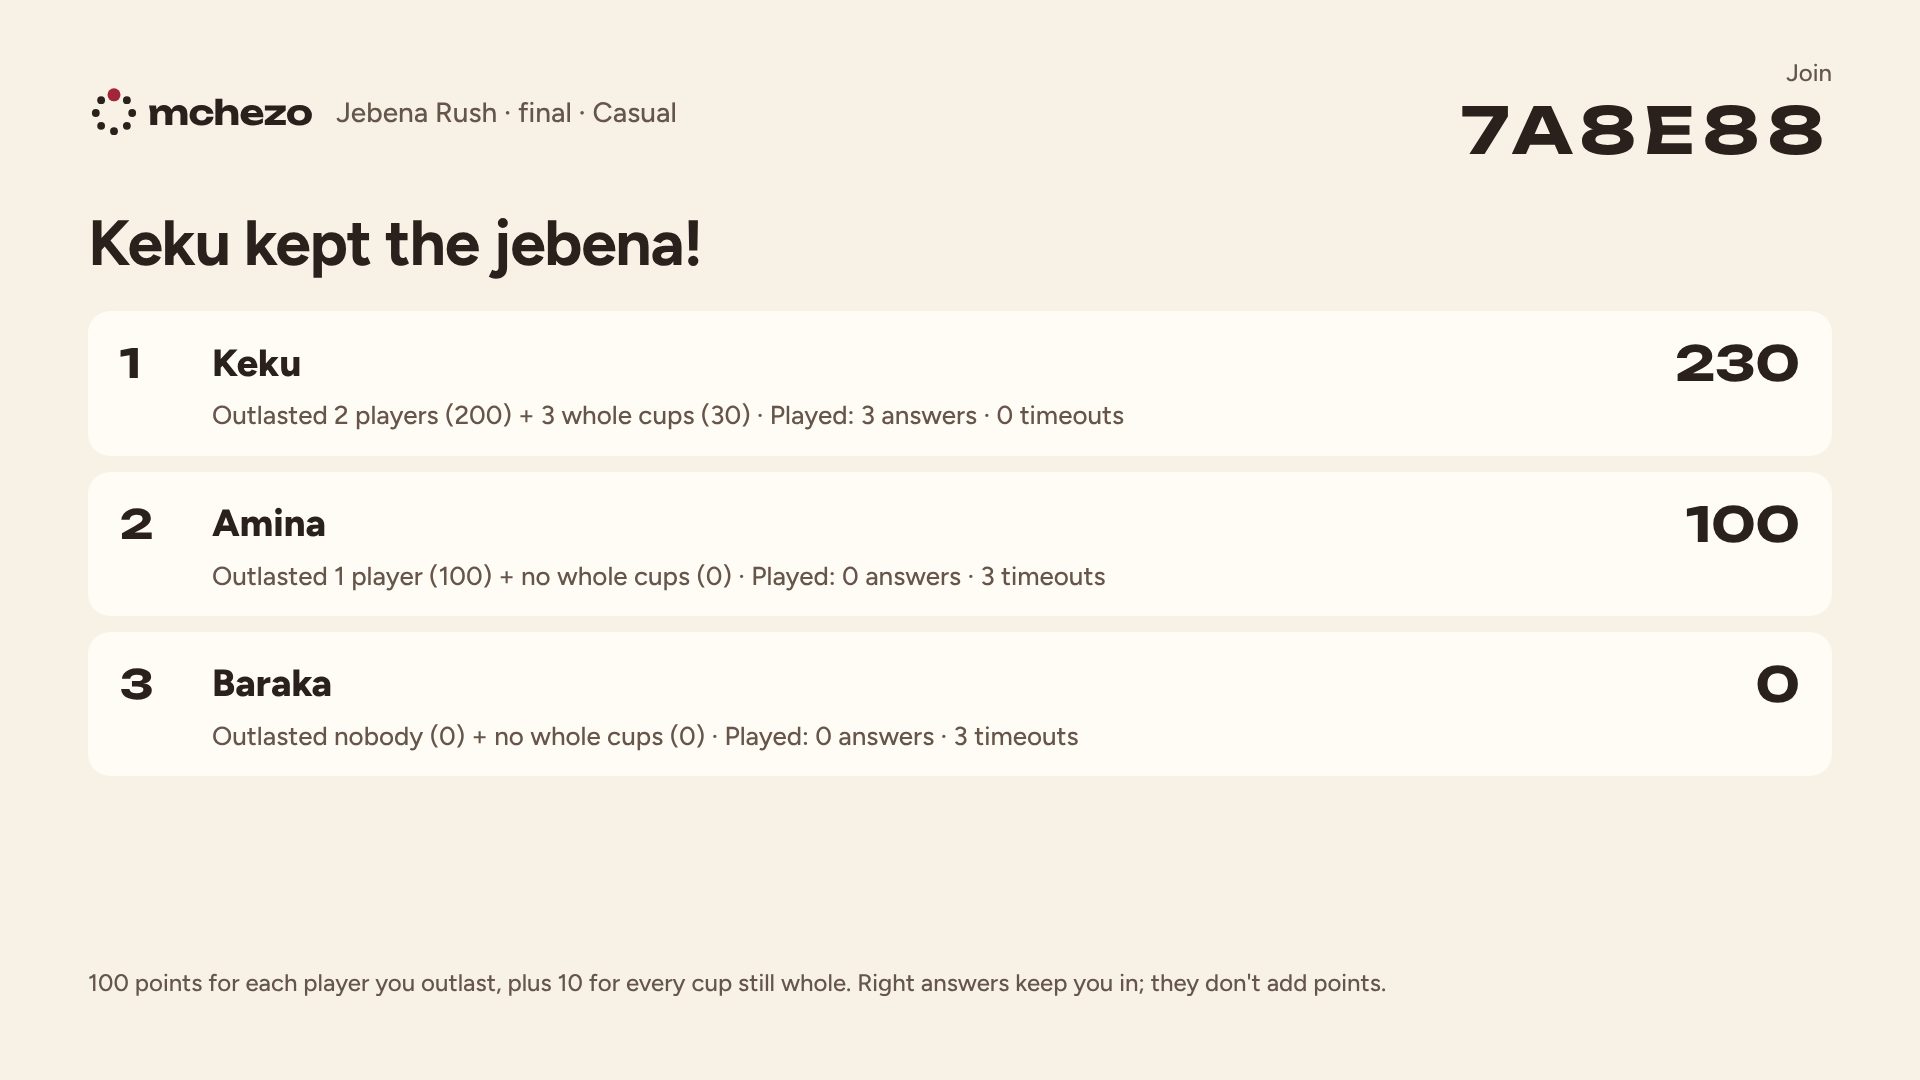 Join
mchezo Jebena Rush · final · Casual
7A8E88
Keku kept the jebena!
1 Keku 230
Outlasted 2 players (200) + 3 whole cups (30) · Played: 3 answers · 0 timeouts
2 Amina 100
Outlasted 1 player (100) + no whole cups (0) · Played: 0 answers · 3 timeouts
3 Baraka 0
Outlasted nobody (0) + no whole cups (0) · Played: 0 answers · 3 timeouts
100 points for each player you outlast, plus 10 for every cup still whole. Right answers keep you in; they don't add points.